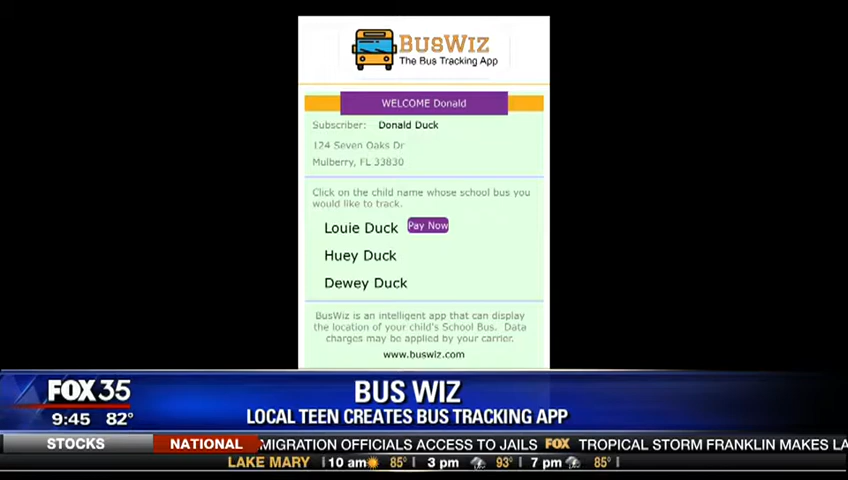 BUSWIZ
The Bus Tracking App
WELCOME Donald
Subscriber: Donald Duck
124 Seven Oaks Dr
Mulberry, FL 33830
Click on the child name whose school bus you
would like to track.
Louie Duck Pay Now
Huey Duck
Dewey Duck
BusWiz is an intelligent app that can display
the location of your child's School Bus. Data
charges may be applied by your carrier.
www.buswiz.com
FOX 35
9:45 82°
BUS WIZ
LOCAL TEEN CREATES BUS TRACKING APP
STOCKS NATIONAL MIGRATION OFFICIALS ACCESS TO JAILS FOX TROPICAL STORM FRANKLIN MAKES LA
LAKE MARY 10 am 85° 3 pm 93° 7 pm 85°